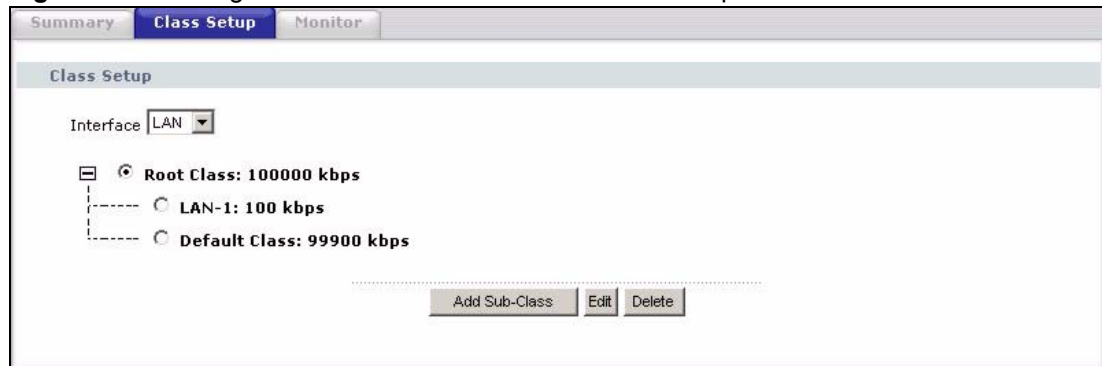 Summary Class Setup Monitor
Class Setup
Interface LAN
Root Class: 100000 kbps
LAN-1: 100 kbps
Default Class: 99900 kbps
Add Sub-Class Edit Delete